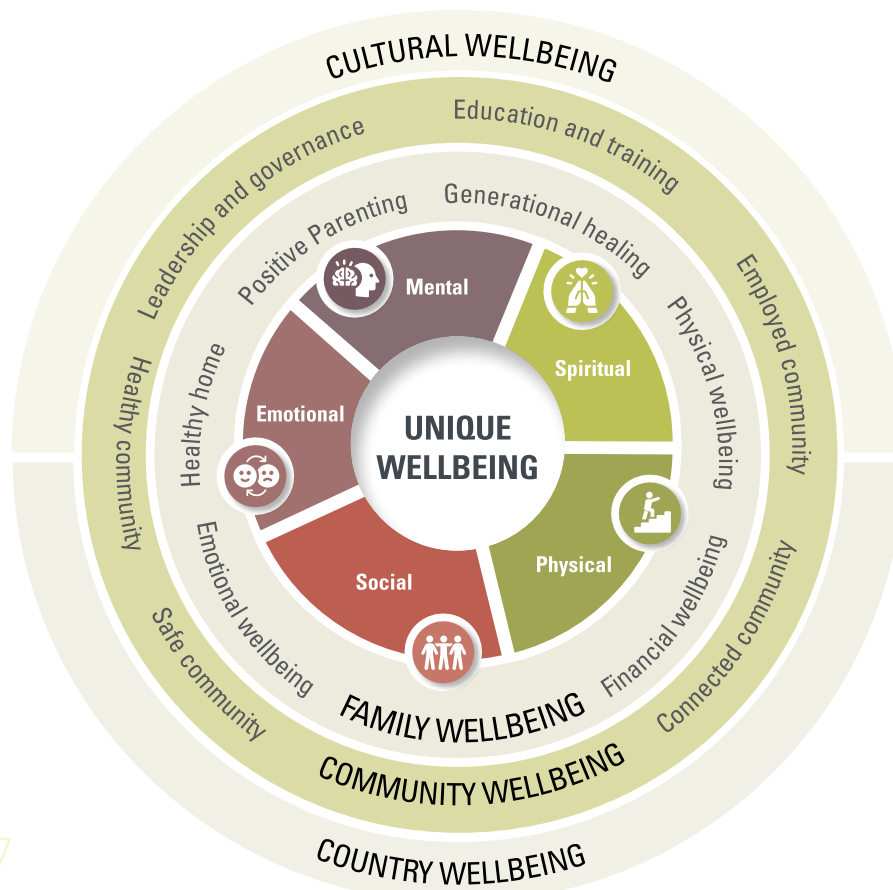 CULTURAL WELLBEING
Education and training
Leadership and governance
Employed community
Healthy community
Safe community
Connected community
COMMUNITY WELLBEING
COUNTRY WELLBEING
Generational healing
Positive Parenting
Physical wellbeing
Healthy home
Emotional wellbeing
Financial wellbeing
FAMILY WELLBEING
Mental
Spiritual
Emotional
Physical
Social
UNIQUE
WELLBEING
7